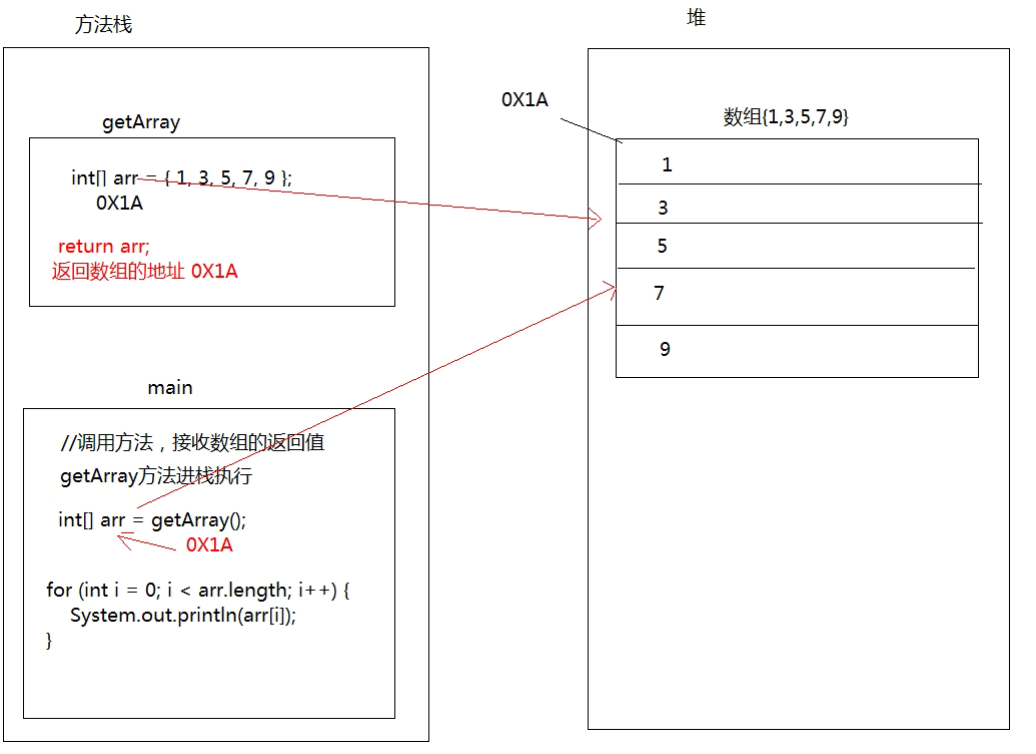 方法栈
堆
0X1A
数组{1,3,5,7,9}
getArray
int[] arr = { 1, 3, 5, 7, 9 };
0X1A
return arr;
返回数组的地址 0X1A
1
3
5
7
9
main
//调用方法，接收数组的返回值
getArray方法进栈执行
int[] arr = getArray();
0X1A
for (int i = 0; i < arr.length; i++) {
System.out.println(arr[i]);
}